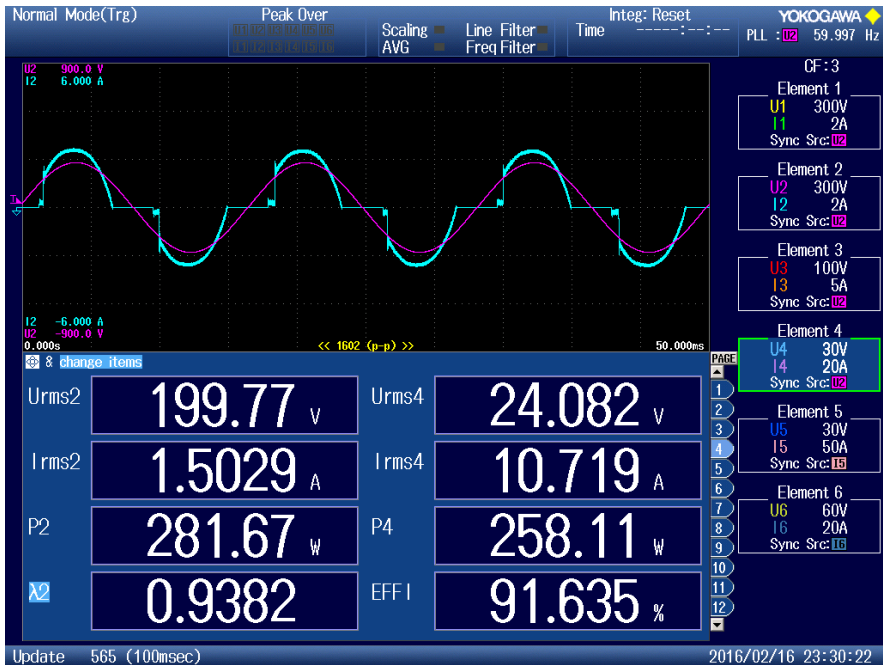 Normal Mode(Trg) Peak Over Scaling Line Filter Integ: Reset YOKOGAWA
AVG Freq Filter Time -----:--:-- PLL :U2 59.997 Hz
U2 900.0 V
I2 6.000 A
I2 -6.000 A
U2 -900.0 V
0.000s << 1602 (p-p) >> 50.000ms
CF:3
Element 1
U1 300V
I1 2A
Sync Src:U2
Element 2
U2 300V
I2 2A
Sync Src:U2
Element 3
U3 100V
I3 5A
Sync Src:U2
Element 4
U4 30V
I4 20A
Sync Src:U2
Element 5
U5 30V
I5 50A
Sync Src:I5
Element 6
U6 60V
I6 20A
Sync Src:I6
& change items
Urms2 199.77 V Urms4 24.082 V
Irms2 1.5029 A Irms4 10.719 A
P2 281.67 W P4 258.11 W
λ2 0.9382 EFF1 91.635 %
PAGE
1
2
3
4
5
6
7
8
9
10
11
12
Update 565 (100msec) 2016/02/16 23:30:22